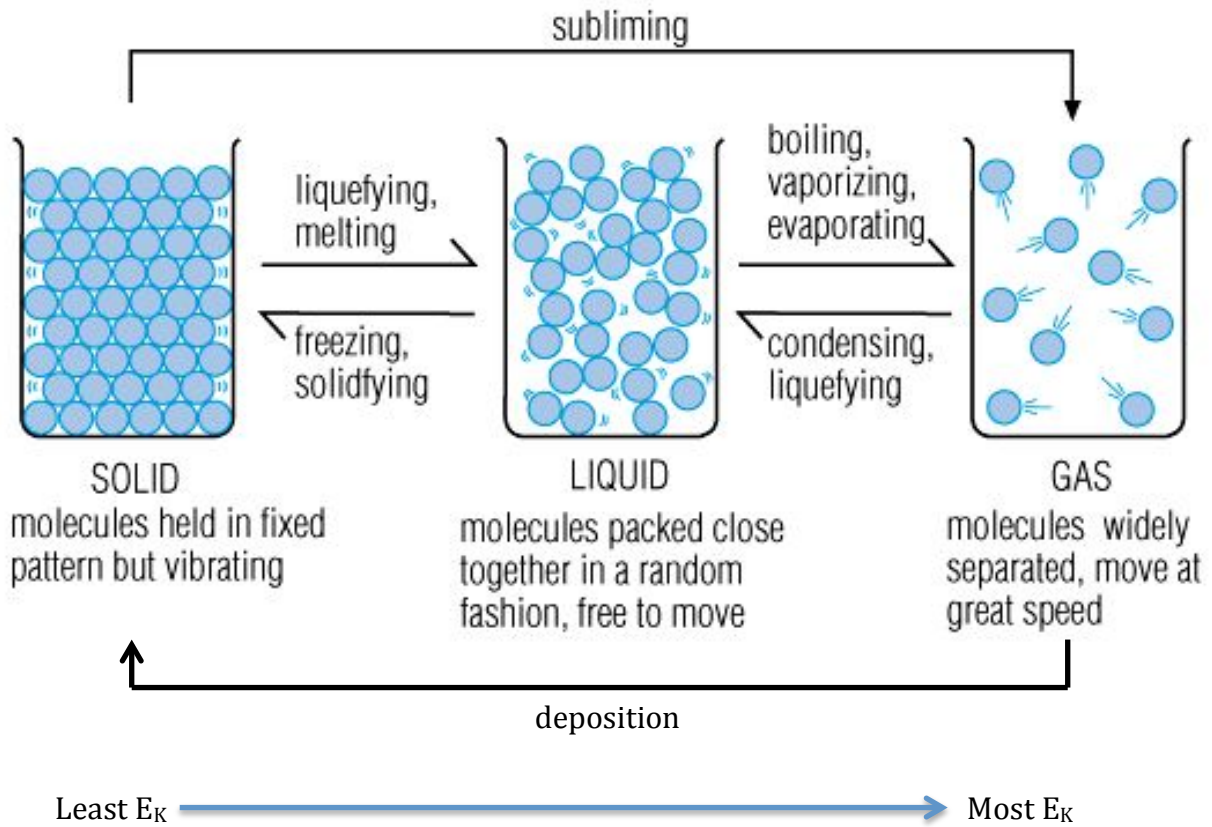 subliming
liquefying,
melting
freezing,
solidfying
boiling,
vaporizing,
evaporating
condensing,
liquefying
SOLID
molecules held in fixed
pattern but vibrating
LIQUID
molecules packed close
together in a random
fashion, free to move
GAS
molecules widely
separated, move at
great speed
deposition
Least E_K
Most E_K